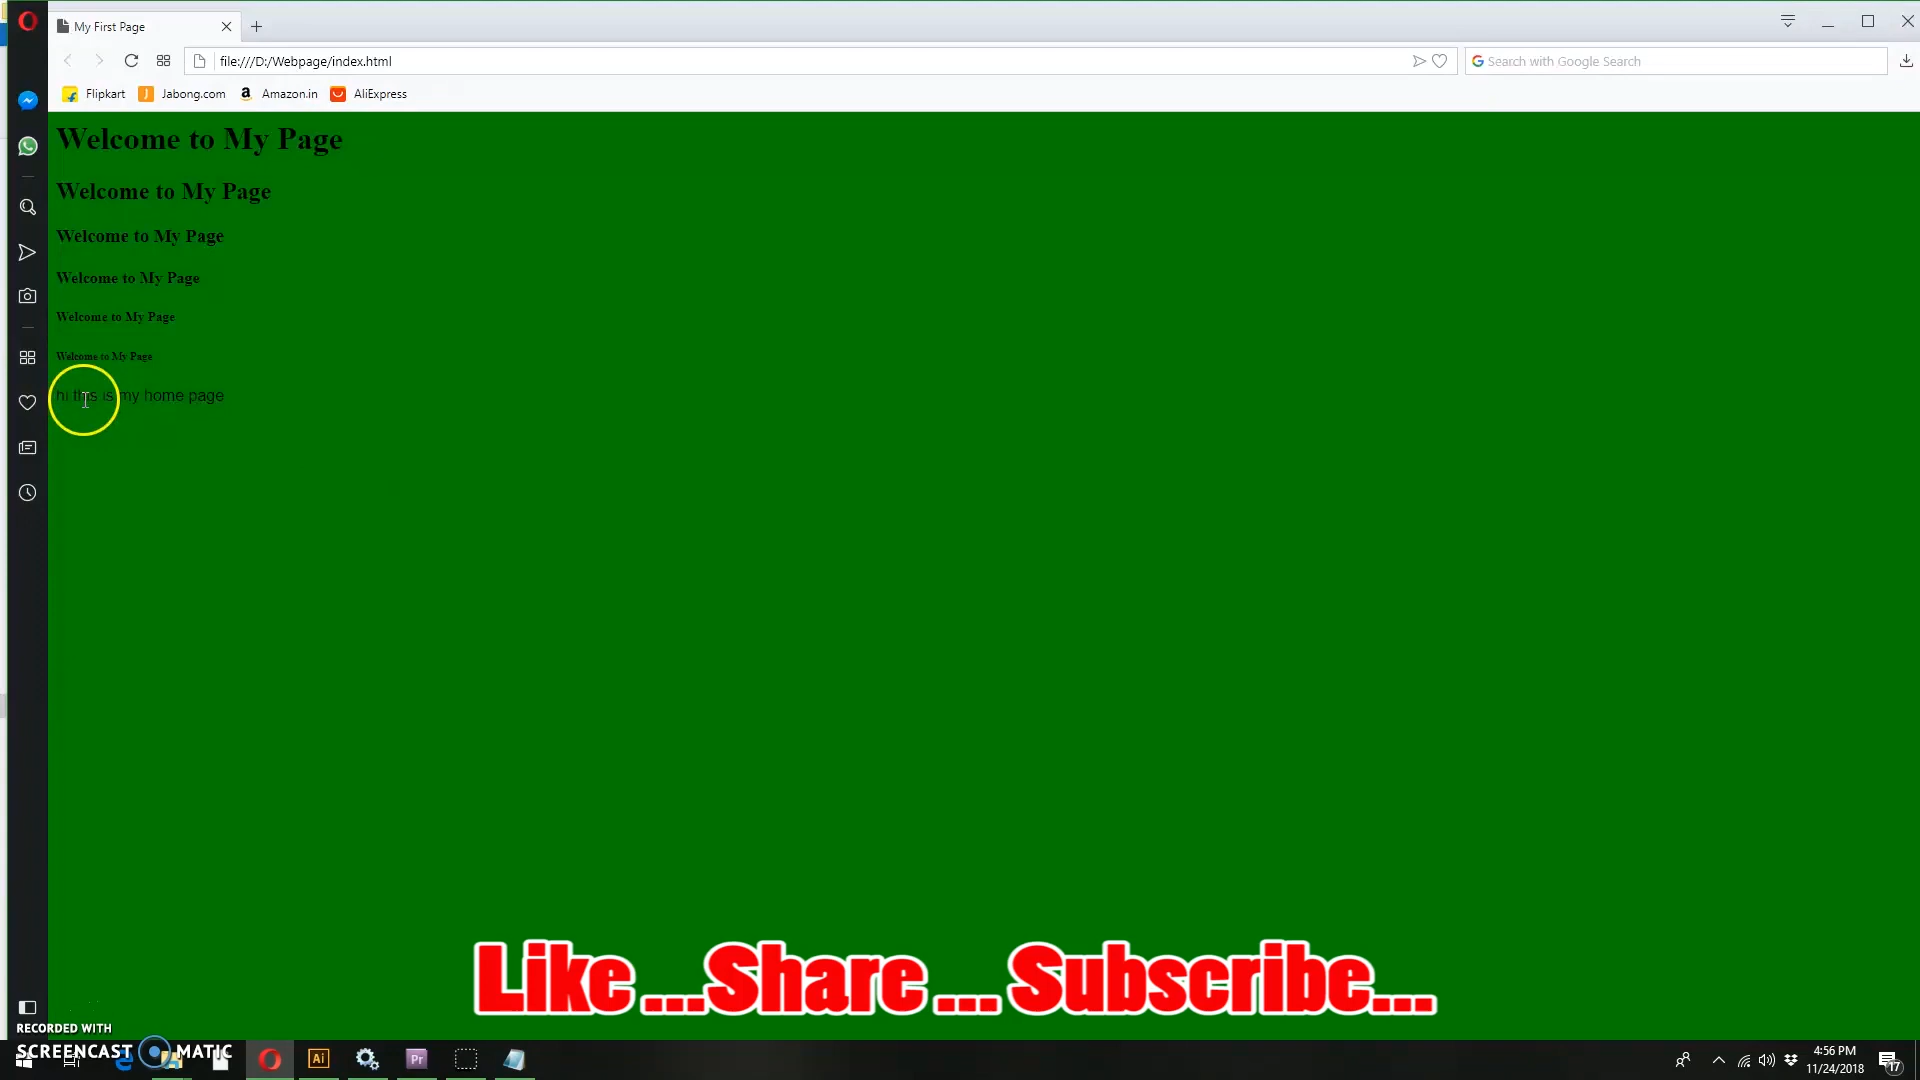 My First Page
file:///D:/Webpage/index.html
Search with Google Search
Flipkart
Jabong.com
Amazon.in
AliExpress
Welcome to My Page
Welcome to My Page
Welcome to My Page
Welcome to My Page
Welcome to My Page
Welcome to My Page
hi this is my home page
Like ...Share ... Subscribe...
RECORDED WITH
SCREENCAST MATIC
Ai
Pr
4:56 PM
11/24/2018
17